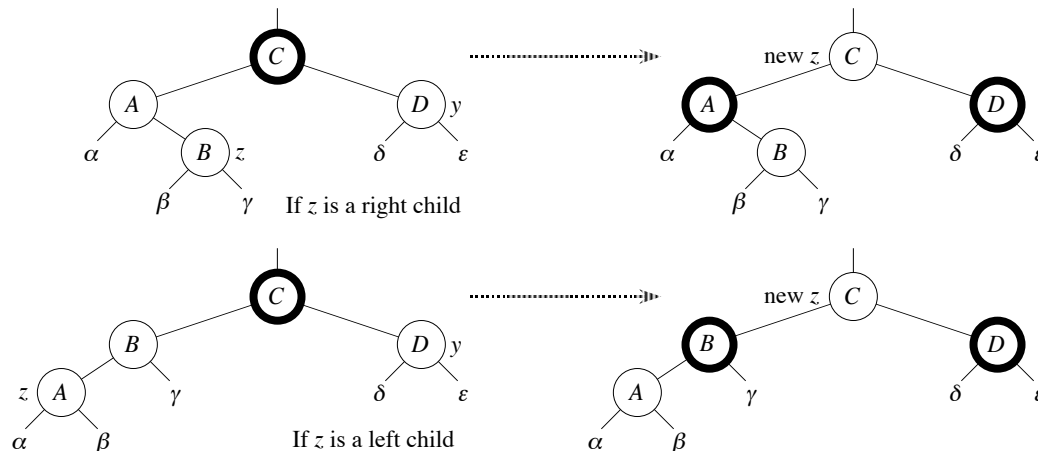 C new z C
A D y A D
α B z δ ε α B δ ε
β γ β γ
If z is a right child
C new z C
B D y B D
z A γ δ ε A γ δ ε
α β α β
If z is a left child